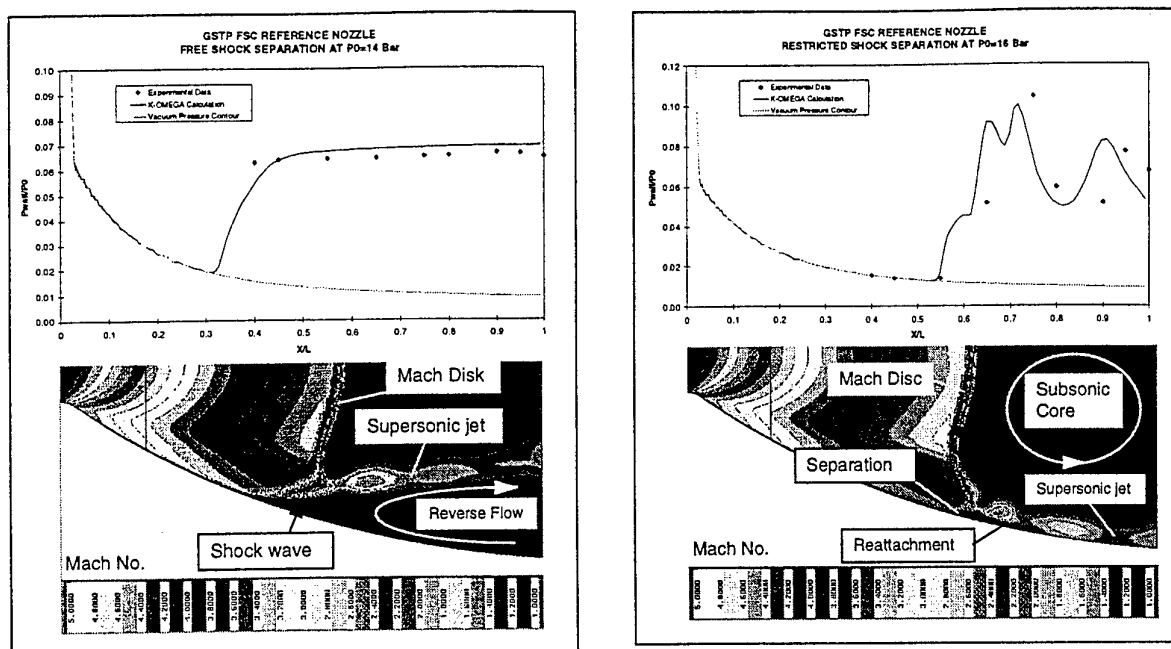 GSTP FSC REFERENCE NOZZLE
FREE SHOCK SEPARATION AT P0=14 Bar
Experimental Data
K-OMEGA Calculation
Vacuum Pressure Contour
Pwall/P0
0.10
0.09
0.08
0.07
0.06
0.05
0.04
0.03
0.02
0.01
0.00
0 0.1 0.2 0.3 0.4 0.5 0.6 0.7 0.8 0.9 1
X/L
Mach Disk
Supersonic jet
Reverse Flow
Shock wave
Mach No.
GSTP FSC REFERENCE NOZZLE
RESTRICTED SHOCK SEPARATION AT P0=16 Bar
Experimental Data
K-OMEGA Calculation
Vacuum Pressure Contour
Pwall/P0
0.12
0.10
0.08
0.06
0.04
0.02
0.00
0 0.1 0.2 0.3 0.4 0.5 0.6 0.7 0.8 0.9 1
X/L
Mach Disc
Subsonic
Core
Separation
Supersonic jet
Reattachment
Mach No.